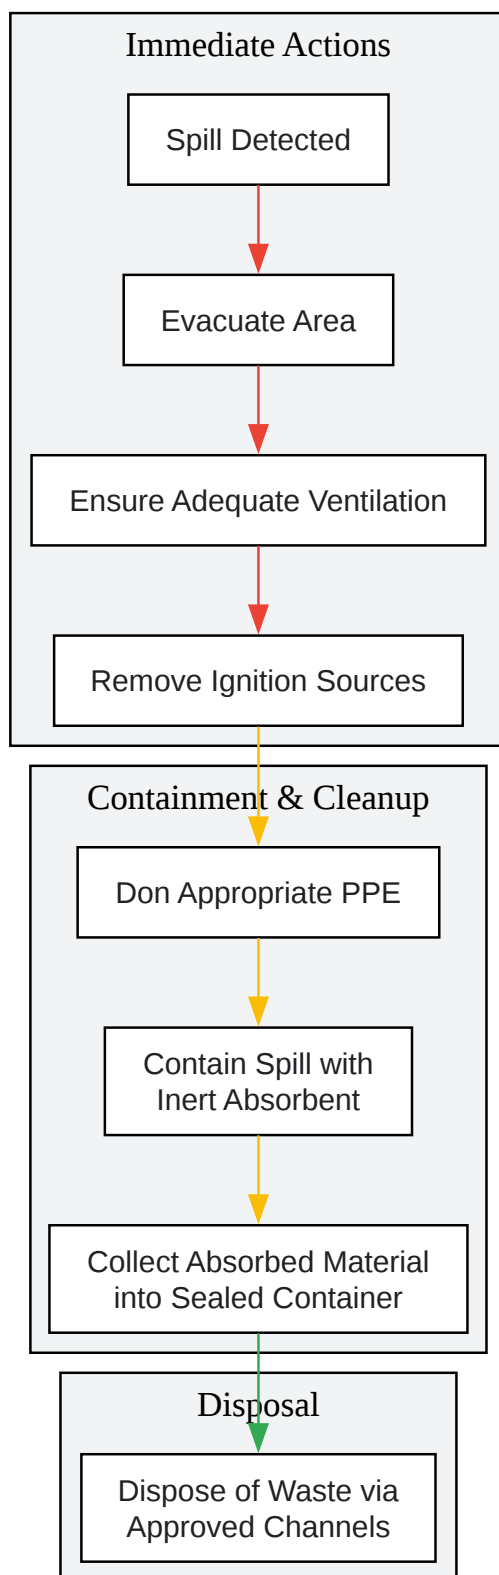 Immediate Actions
Spill Detected
Evacuate Area
Ensure Adequate Ventilation
Remove Ignition Sources
Containment & Cleanup
Don Appropriate PPE
Contain Spill with
Inert Absorbent
Collect Absorbed Material
into Sealed Container
Disposal
Dispose of Waste via
Approved Channels